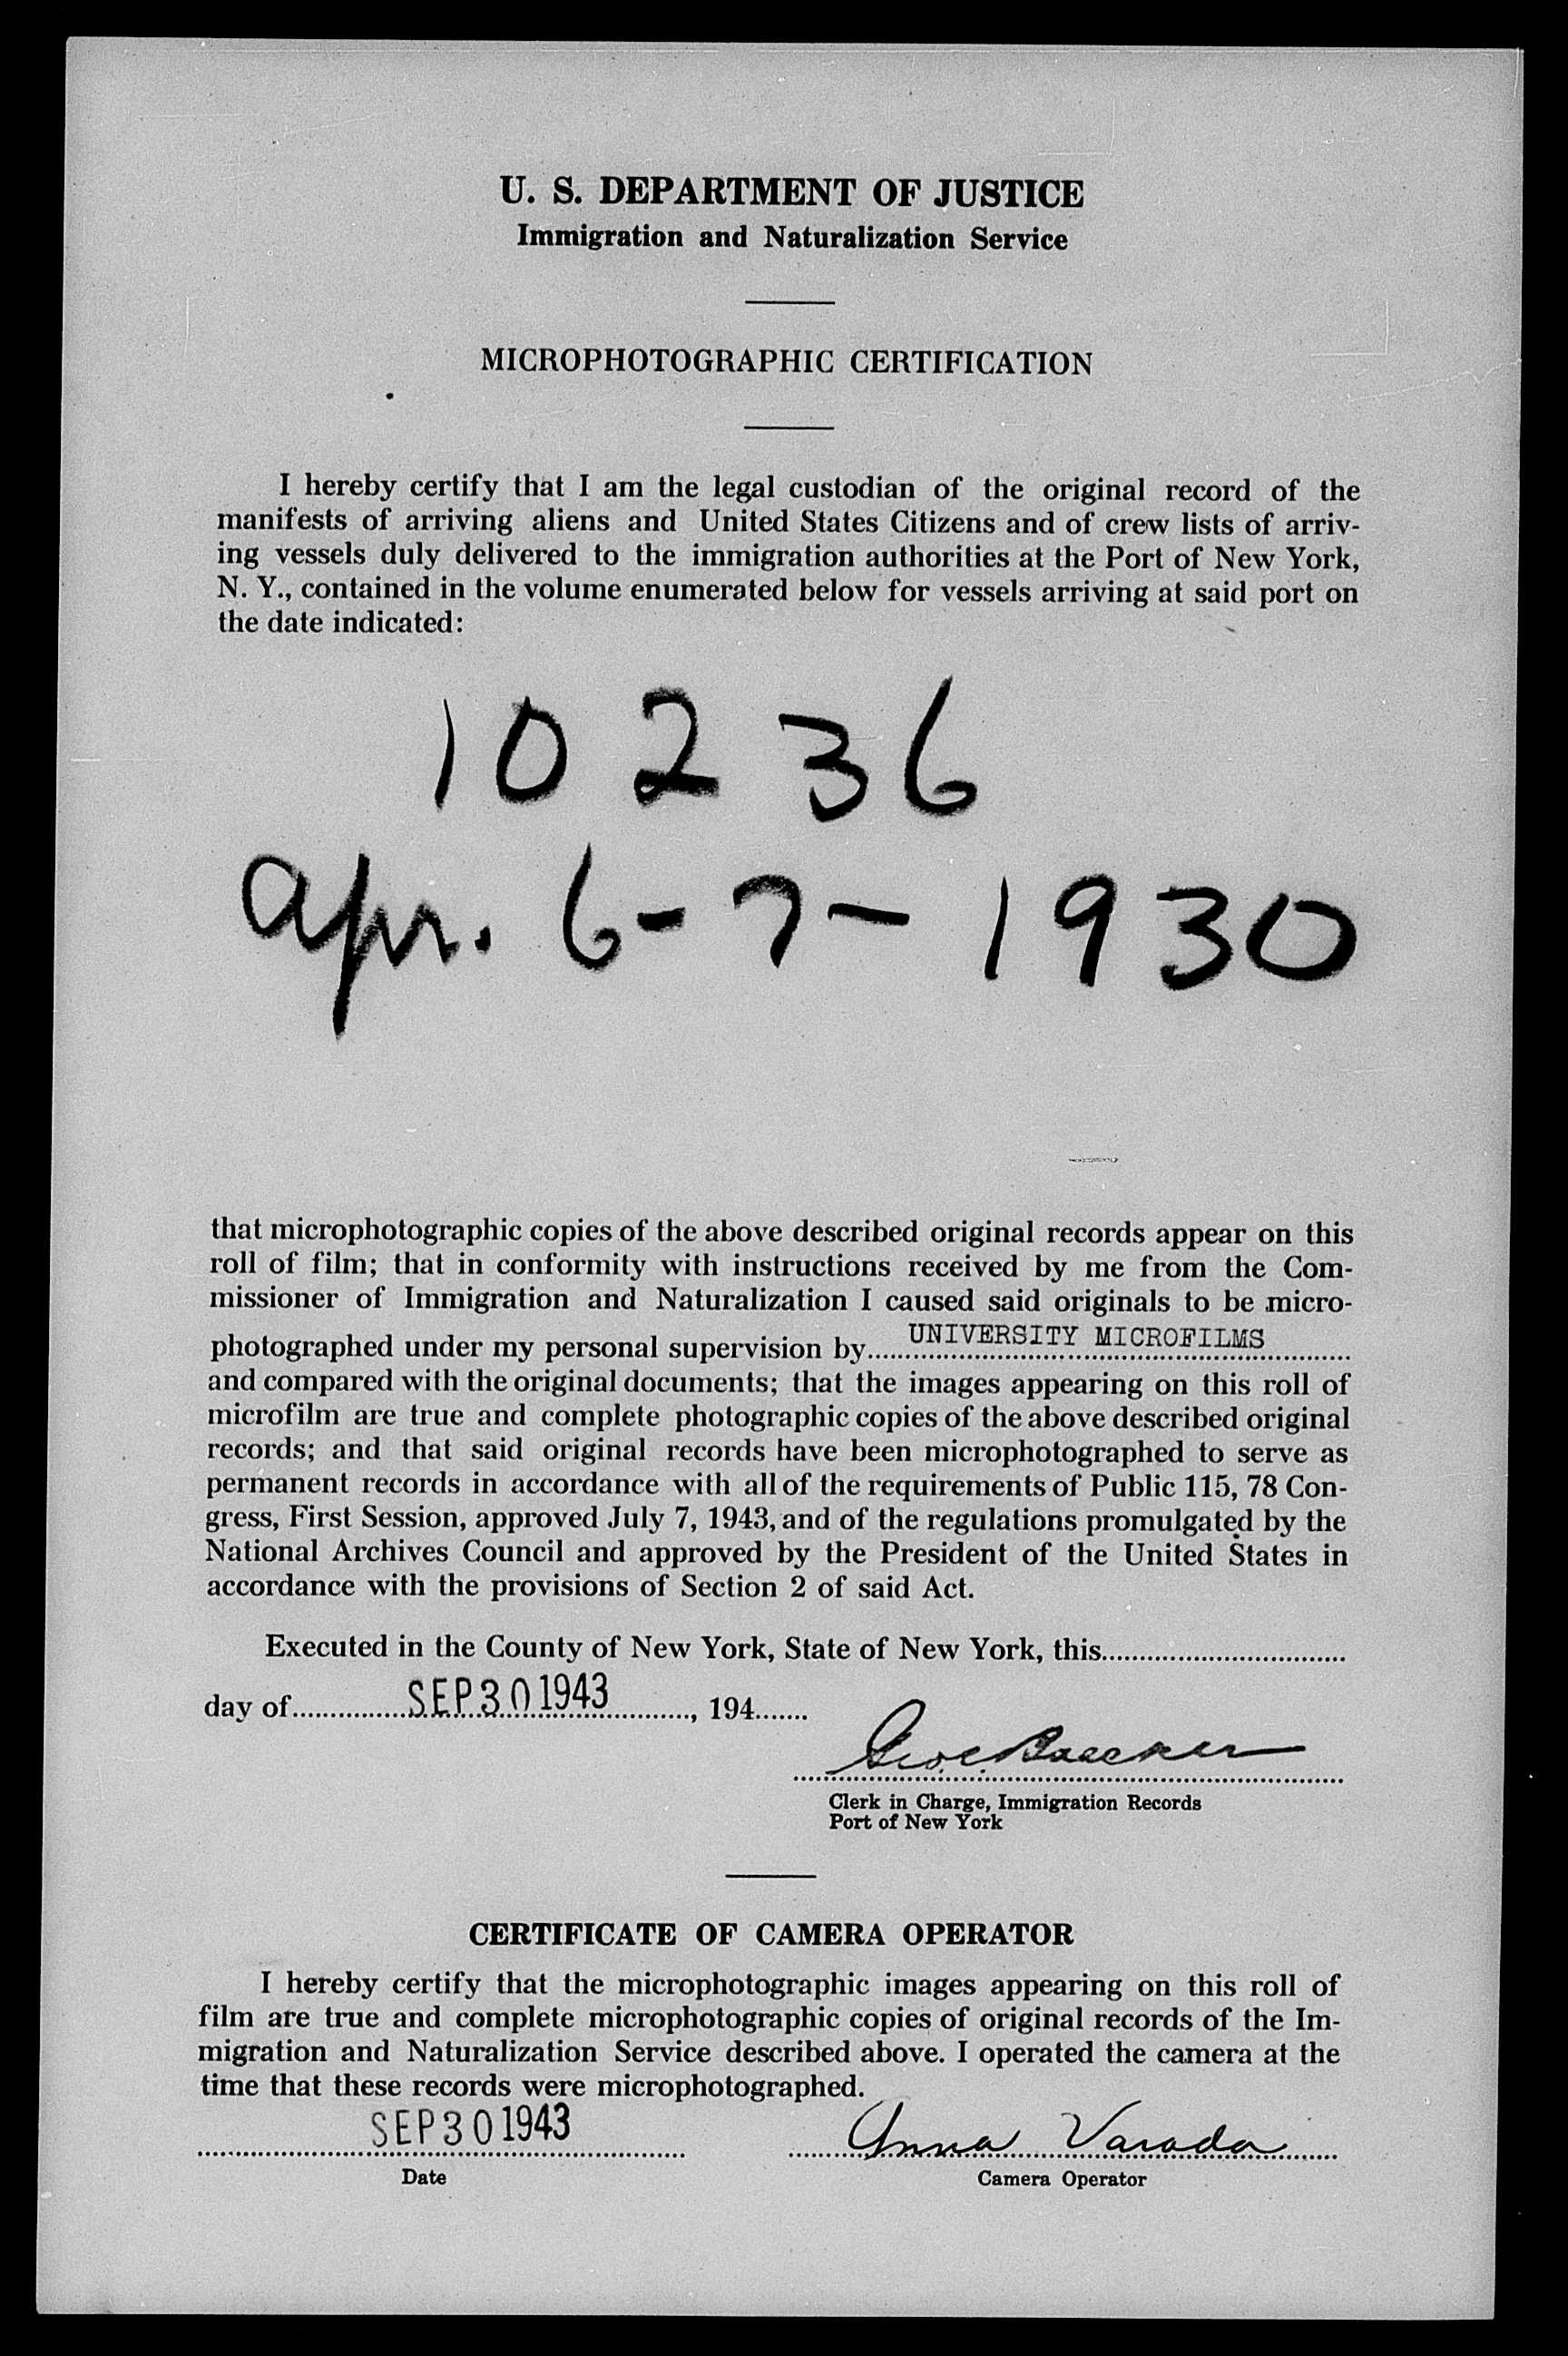 U. S. DEPARTMENT OF JUSTICE
Immigration and Naturalization Service
MICROPHOTOGRAPHIC CERTIFICATION
I hereby certify that I am the legal custodian of the original record of the
manifests of arriving aliens and United States Citizens and of crew lists of arriv-
ing vessels duly delivered to the immigration authorities at the Port of New York,
N. Y., contained in the volume enumerated below for vessels arriving at said port on
the date indicated:
10236
apr. 6-7-1930
that microphotographic copies of the above described original records appear on this
roll of film; that in conformity with instructions received by me from the Com-
missioner of Immigration and Naturalization I caused said originals to be micro-
photographed under my personal supervision by UNIVERSITY MICROFILMS
and compared with the original documents; that the images appearing on this roll of
microfilm are true and complete photographic copies of the above described original
records; and that said original records have been microphotographed to serve as
permanent records in accordance with all of the requirements of Public 115, 78 Con-
gress, First Session, approved July 7, 1943, and of the regulations promulgated by the
National Archives Council and approved by the President of the United States in
accordance with the provisions of Section 2 of said Act.
Executed in the County of New York, State of New York, this
day of SEP 30 1943, 194
Clerk in Charge, Immigration Records
Port of New York
CERTIFICATE OF CAMERA OPERATOR
I hereby certify that the microphotographic images appearing on this roll of
film are true and complete microphotographic copies of original records of the Im-
migration and Naturalization Service described above. I operated the camera at the
time that these records were microphotographed.
SEP 30 1943 Anna Varada
Date Camera Operator